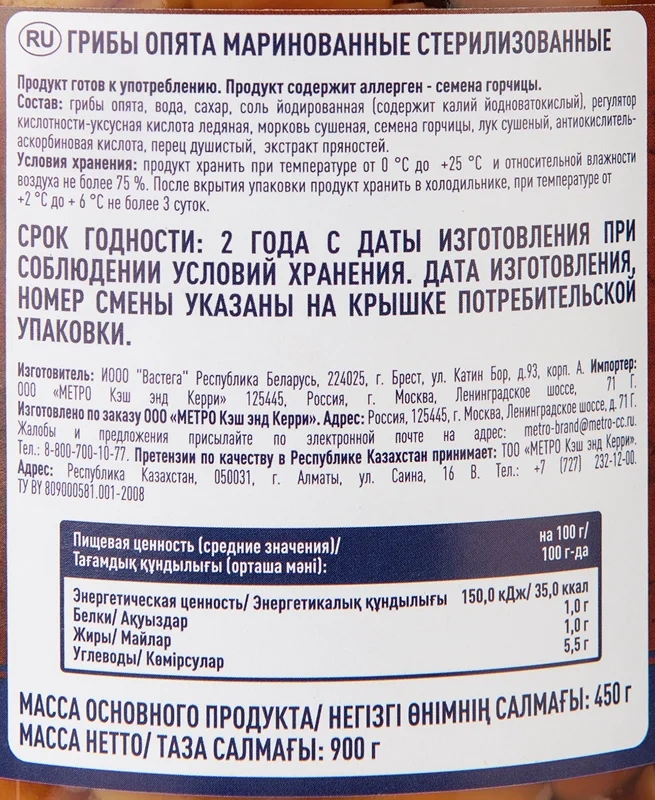 RU ГРИБЫ ОПЯТА МАРИНОВАННЫЕ СТЕРИЛИЗОВАННЫЕ
Продукт готов к употреблению. Продукт содержит аллерген - семена горчицы.
Состав: грибы опята, вода, сахар, соль йодированная (содержит калий йодноватокислый), регулятор
кислотности-уксусная кислота ледяная, морковь сушеная, семена горчицы, лук сушеный, антиокислитель-
аскорбиновая кислота, перец душистый, экстракт пряностей.
Условия хранения: продукт хранить при температуре от 0 °С до +25 °С и относительной влажности
воздуха не более 75 %. После вскрытия упаковки продукт хранить в холодильнике, при температуре от
+2 °С до + 6 °С не более 3 суток.
СРОК ГОДНОСТИ: 2 ГОДА С ДАТЫ ИЗГОТОВЛЕНИЯ ПРИ
СОБЛЮДЕНИИ УСЛОВИЙ ХРАНЕНИЯ. ДАТА ИЗГОТОВЛЕНИЯ,
НОМЕР СМЕНЫ УКАЗАНЫ НА КРЫШКЕ ПОТРЕБИТЕЛЬСКОЙ
УПАКОВКИ.
Изготовитель: ИООО "Вастега" Республика Беларусь, 224025, г. Брест, ул. Катин Бор, д.93, корп. А. Импортер:
ООО «МЕТРО Кэш энд Керри» 125445, Россия, г. Москва, Ленинградское шоссе, 71 Г.
Изготовлено по заказу ООО «МЕТРО Кэш энд Керри». Адрес: Россия, 125445, г. Москва, Ленинградское шоссе, д. 71 Г.
Жалобы и предложения присылайте по электронной почте на адрес: metro-brand@metro-cc.ru.
Тел.: 8-800-700-10-77. Претензии по качеству в Республике Казахстан принимает: ТОО «МЕТРО Кэш энд Керри».
Адрес: Республика Казахстан, 050031, г. Алматы, ул. Саина, 16 В. Тел.: +7 (727) 232-12-00.
ТУ BY 809000581.001-2008
Пищевая ценность (средние значения)/ на 100 г/
Тағамдық құндылығы (орташа мәні): 100 г-да
Энергетическая ценность/ Энергетикалық құндылығы 150,0 кДж/ 35,0 ккал
Белки/ Ақуыздар 1,0 г
Жиры/ Майлар 1,0 г
Углеводы/ Көмірсулар 5,5 г
МАССА ОСНОВНОГО ПРОДУКТА/ НЕГІЗГІ ӨНІМНІҢ САЛМАҒЫ: 450 г
МАССА НЕТТО/ ТАЗА САЛМАҒЫ: 900 г